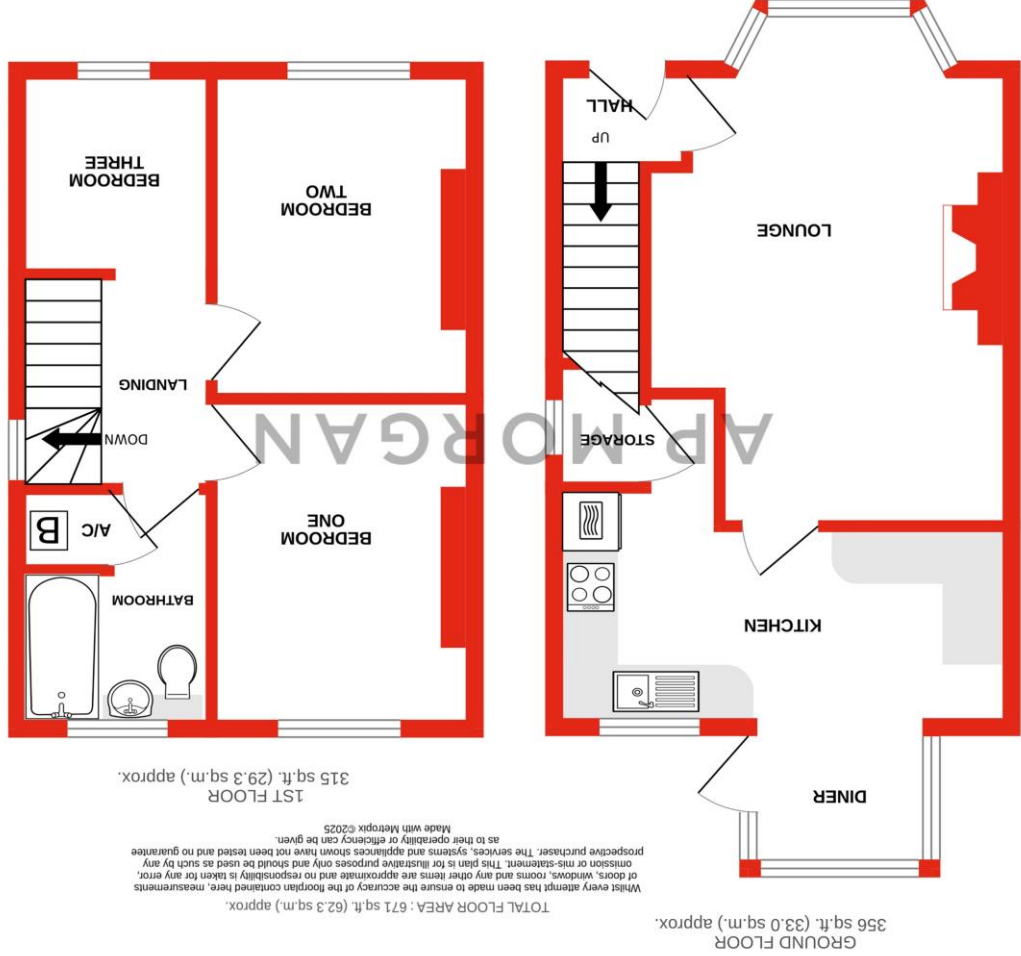 GROUND FLOOR
356 sq.ft. (33.0 sq.m.) approx.
1ST FLOOR
315 sq.ft. (29.3 sq.m.) approx.
DINER
KITCHEN
STORAGE
LOUNGE
UP
HALL
BATHROOM
A/C
B
BEDROOM
ONE
DOWN
LANDING
BEDROOM
TWO
BEDROOM
THREE
AP MORGAN
TOTAL FLOOR AREA : 671 sq.ft. (62.3 sq.m.) approx.
Whilst every attempt has been made to ensure the accuracy of the floorplan contained here, measurements
of doors, windows, rooms and any other items are approximate and no responsibility is taken for any error,
omission or mis-statement. This plan is for illustrative purposes only and should be used as such by any
prospective purchaser. The services, systems and appliances shown have not been tested and no guarantee
as to their operability or efficiency can be given.
Made with Metropix ©2025